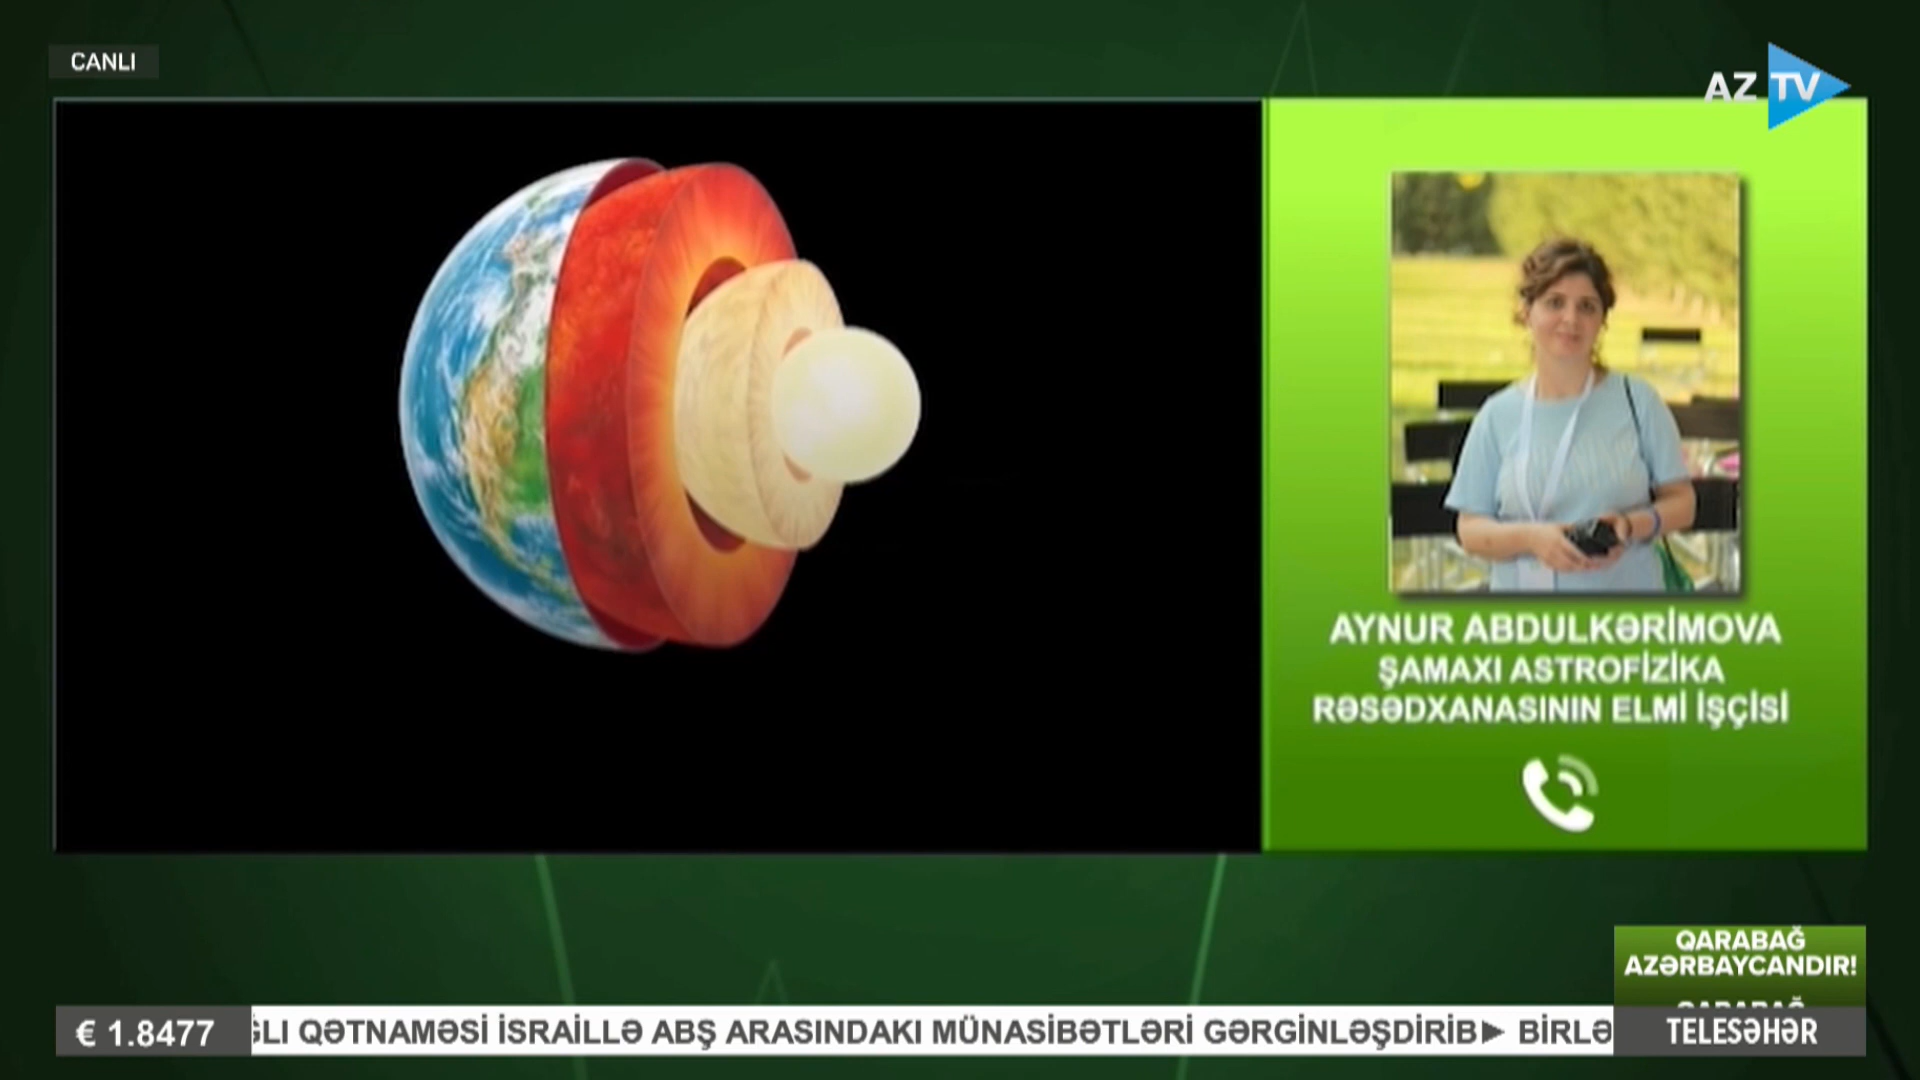 CANLI
AZ TV
AYNUR ABDULKƏRİMOVA
ŞAMAXI ASTROFİZİKA
RƏSƏDXANASININ ELMİ İŞÇİSİ
QARABAĞ
AZƏRBAYCANDIR!
€ 1.8477
QƏTNAMƏSİ İSRAİLLƏ ABŞ ARASINDAKI MÜNASİBƏTLƏRİ GƏRGİNLƏŞDİRİB▶
TELESƏHƏR